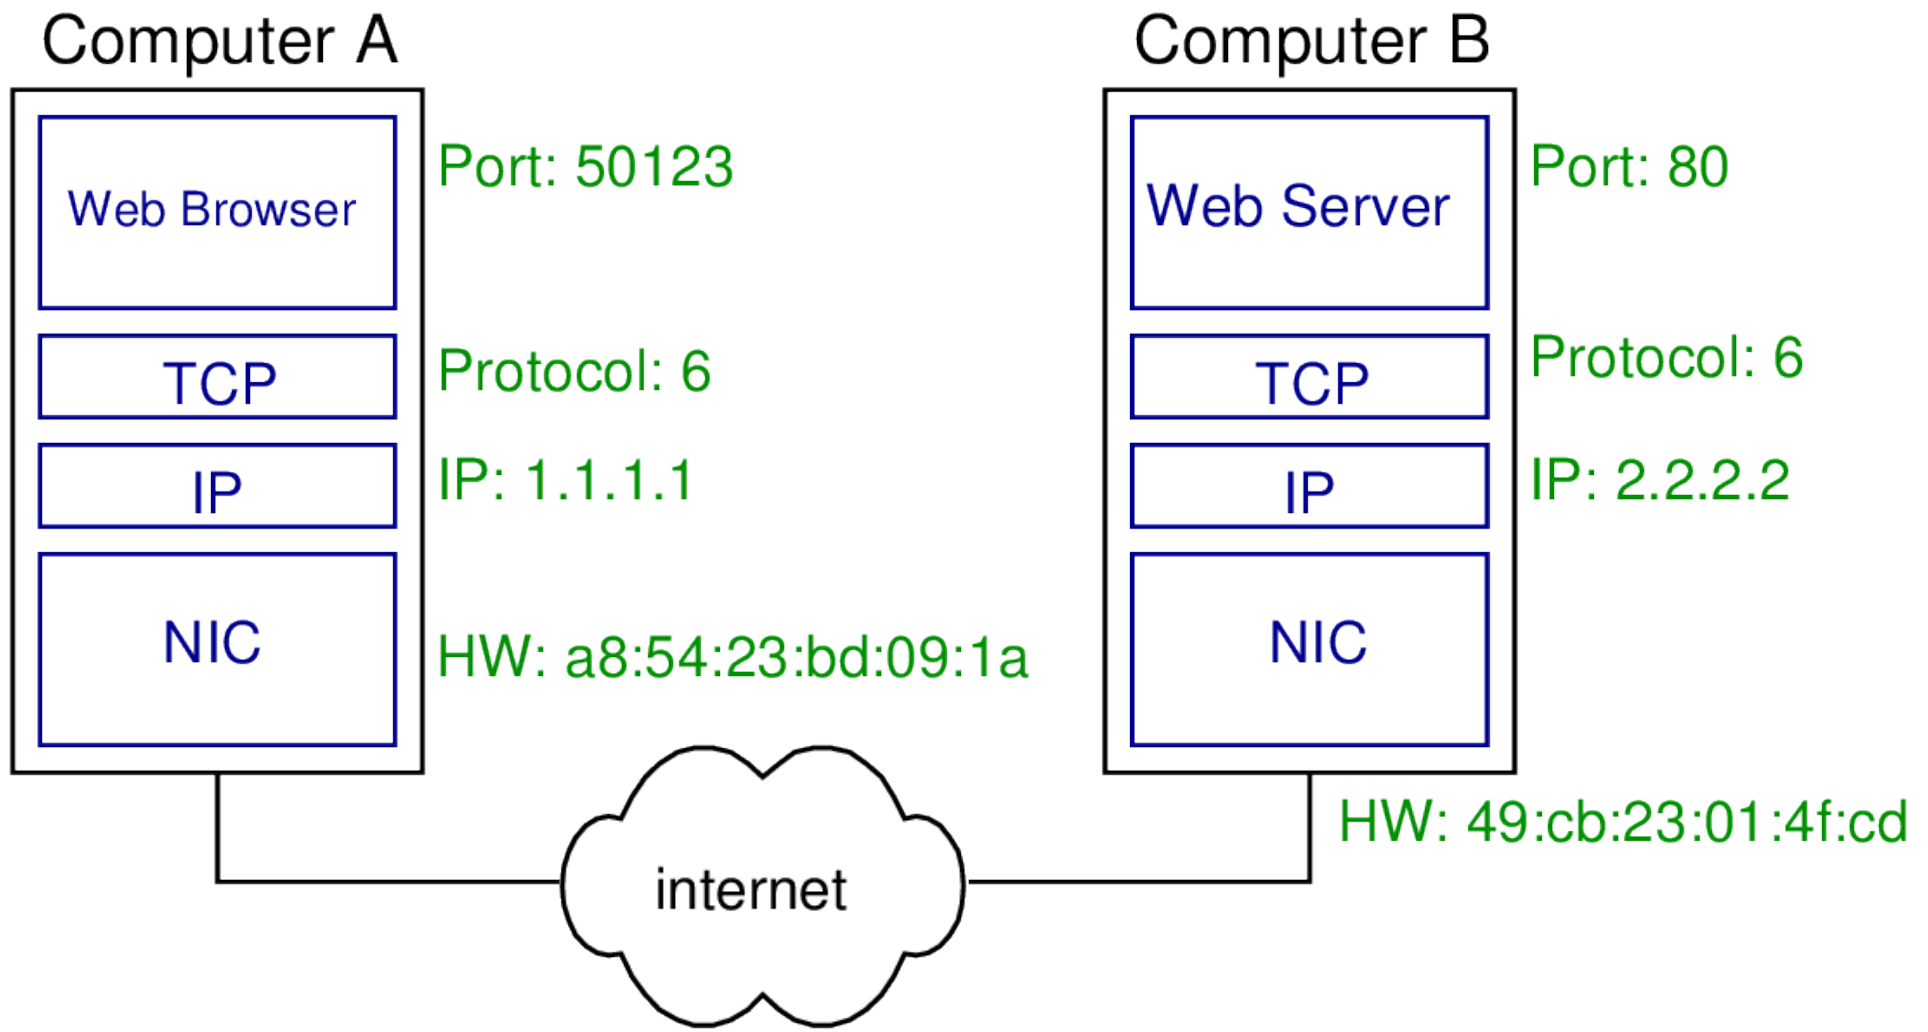 Computer A
Web Browser
Port: 50123
TCP
Protocol: 6
IP
IP: 1.1.1.1
NIC
HW: a8:54:23:bd:09:1a
Computer B
Web Server
Port: 80
TCP
Protocol: 6
IP
IP: 2.2.2.2
NIC
HW: 49:cb:23:01:4f:cd
internet